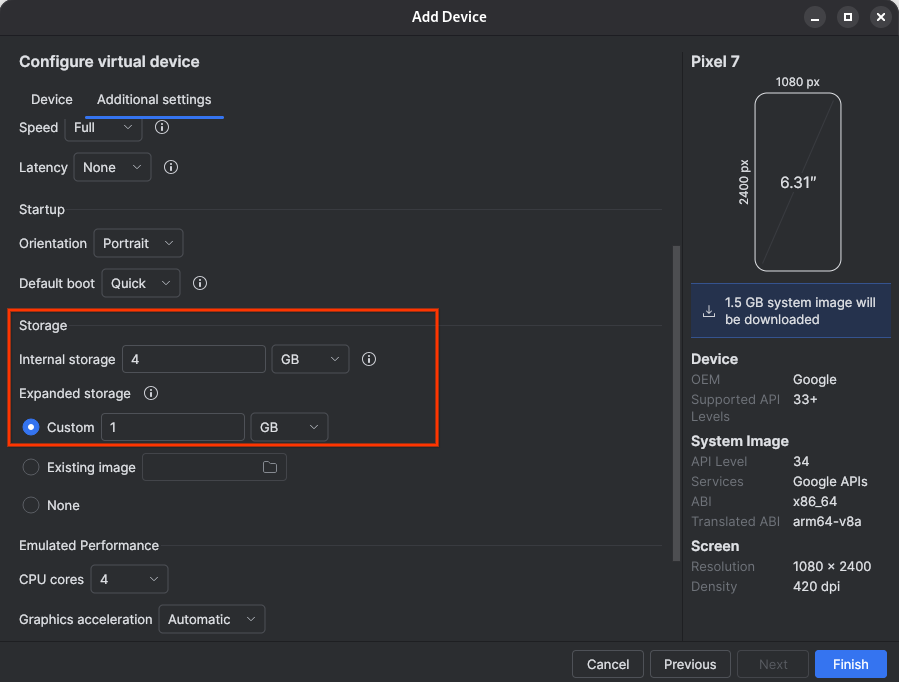 Add Device
Configure virtual device
Device Additional settings
Speed Full
Latency None
Startup
Orientation Portrait
Default boot Quick
Storage
Internal storage 4 GB
Expanded storage
Custom 1 GB
Existing image
None
Emulated Performance
CPU cores 4
Graphics acceleration Automatic
Pixel 7
1080 px
2400 px
6.31″
1.5 GB system image will
be downloaded
Device
OEM Google
Supported API 33+
Levels
System Image
API Level 34
Services Google APIs
ABI x86_64
Translated ABI arm64-v8a
Screen
Resolution 1080 × 2400
Density 420 dpi
Cancel Previous Next Finish